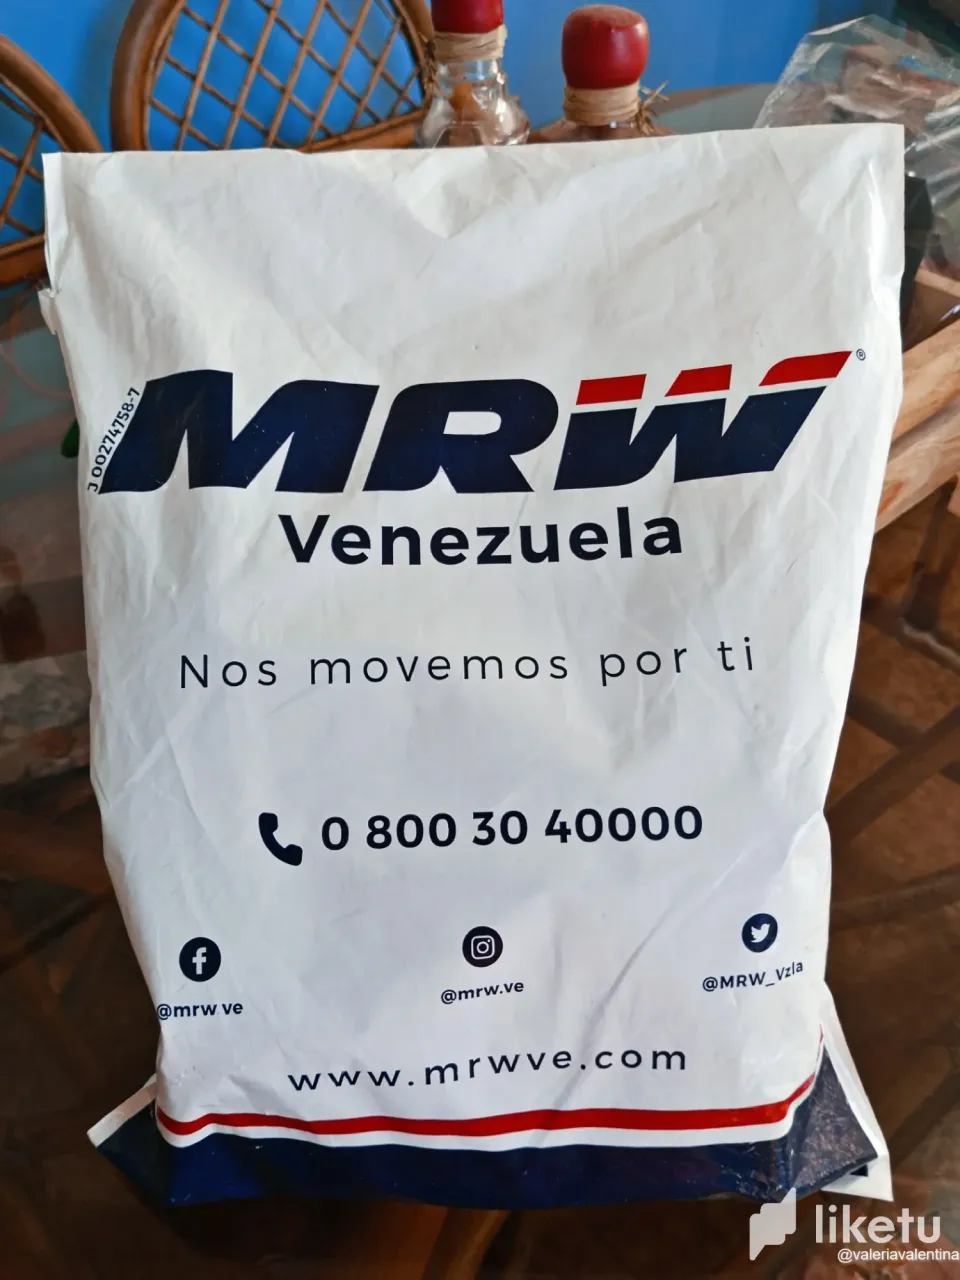 MRW®
J 00274758-7
Venezuela
Nos movemos por ti
0 800 30 40000
@mrw.ve
@mrw.ve
@MRW_Vzla
www.mrwve.com
liketu
@valeriavalentina